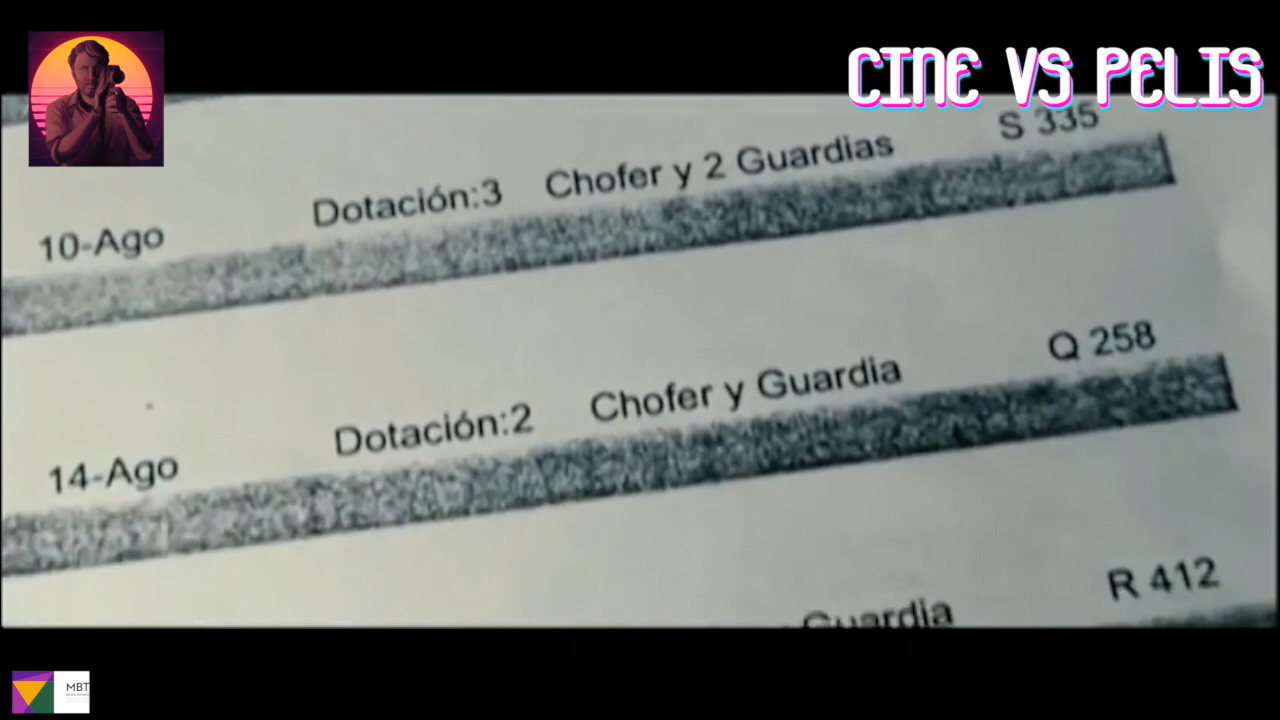 CINE VS PELIS
10-Ago Dotación:3 Chofer y 2 Guardias S 335
14-Ago Dotación:2 Chofer y Guardia Q 258
Guardia R 412
MBT